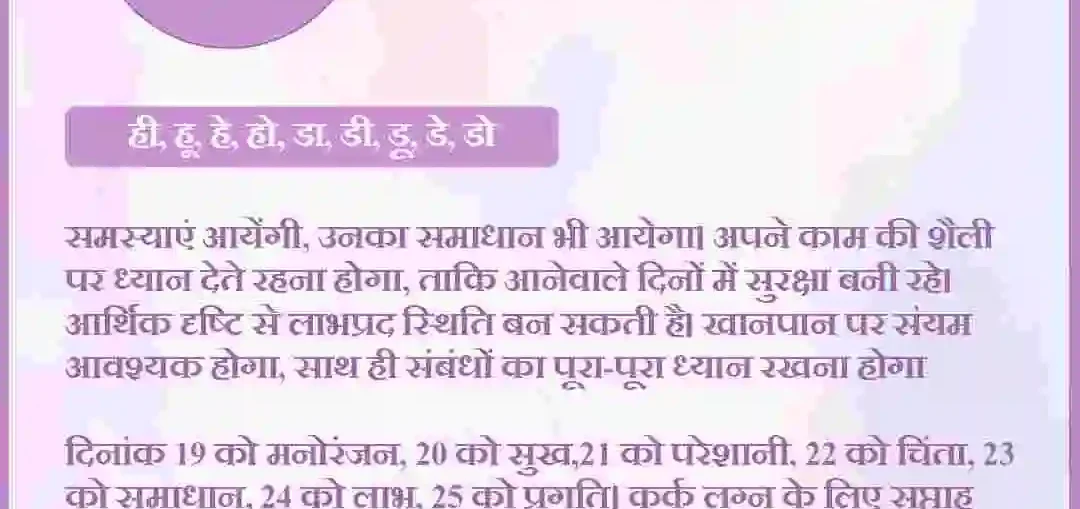 ही, हू, हे, हो, डा, डी, डू, डे, डो
समस्याएं आयेंगी, उनका समाधान भी आयेगा। अपने काम की शैली
पर ध्यान देते रहना होगा, ताकि आनेवाले दिनों में सुरक्षा बनी रहे।
आर्थिक दृष्टि से लाभप्रद स्थिति बन सकती है। खानपान पर संयम
आवश्यक होगा, साथ ही संबंधों का पूरा-पूरा ध्यान रखना होगा
दिनांक 19 को मनोरंजन, 20 को सुख,21 को परेशानी, 22 को चिंता, 23
को समाधान, 24 को लाभ, 25 को प्रगति। कर्क लग्न के लिए सप्ताह